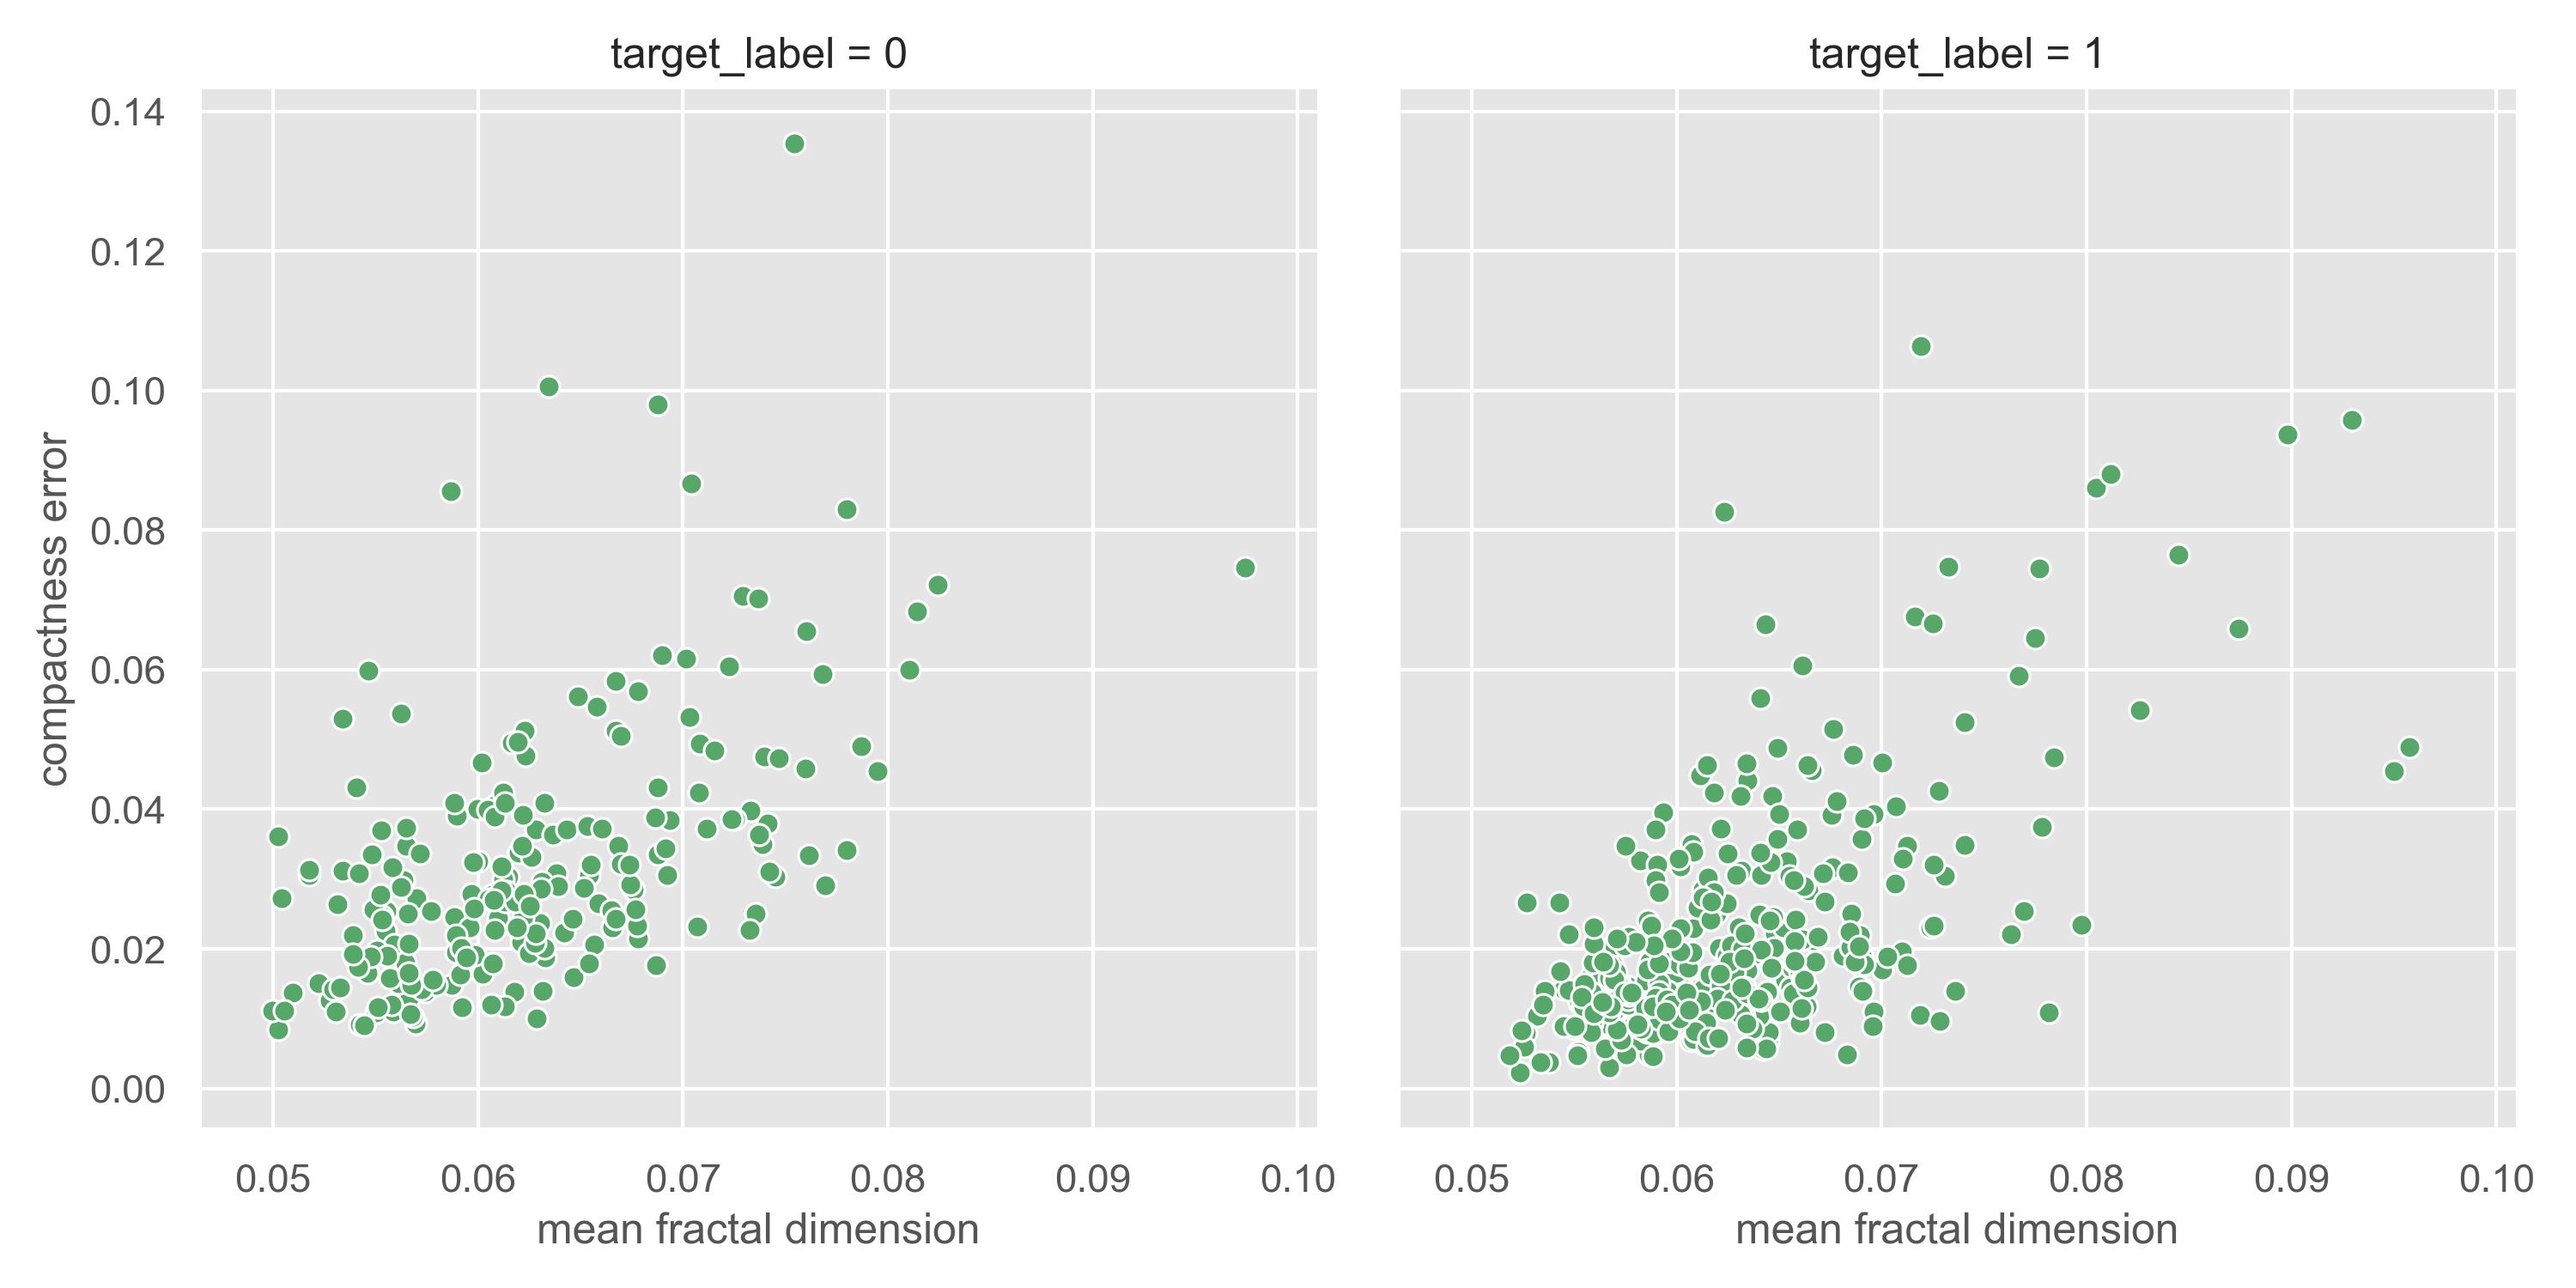 target_label = 0
target_label = 1
0.14
0.12
0.10
0.08
0.06
0.04
0.02
0.00
compactness error
0.05 0.06 0.07 0.08 0.09 0.10
0.05 0.06 0.07 0.08 0.09 0.10
mean fractal dimension
mean fractal dimension